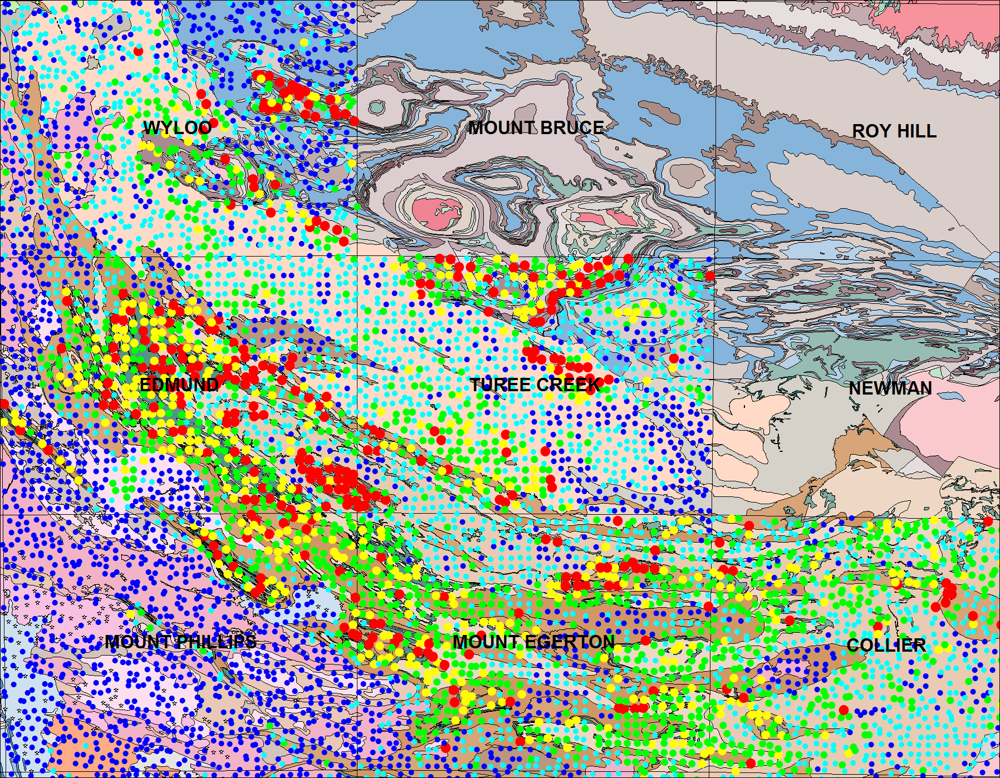 WYLOO
MOUNT BRUCE
ROY HILL
EDMUND
TUREE CREEK
NEWMAN
MOUNT PHILLIPS
MOUNT EGERTON
COLLIER